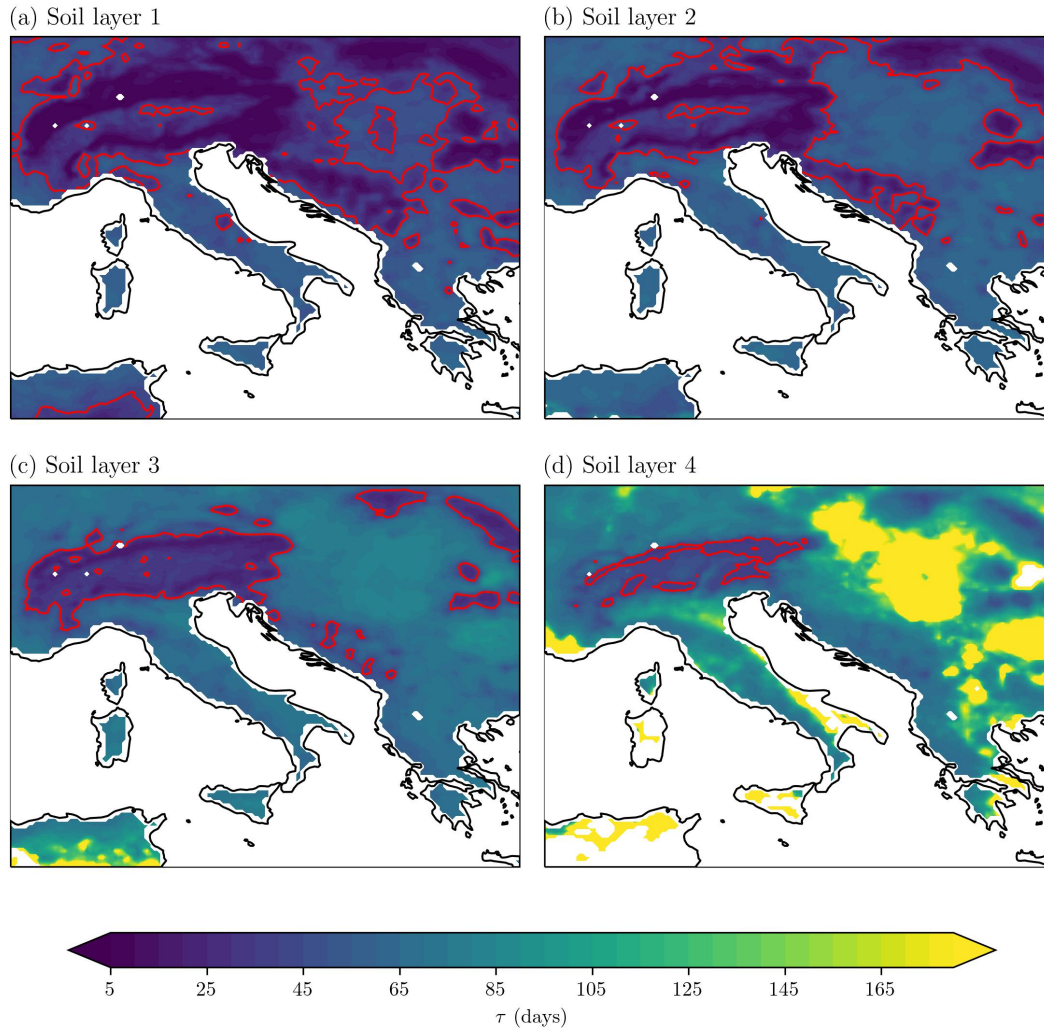 (a) Soil layer 1
(b) Soil layer 2
(c) Soil layer 3
(d) Soil layer 4
5 25 45 65 85 105 125 145 165
τ (days)